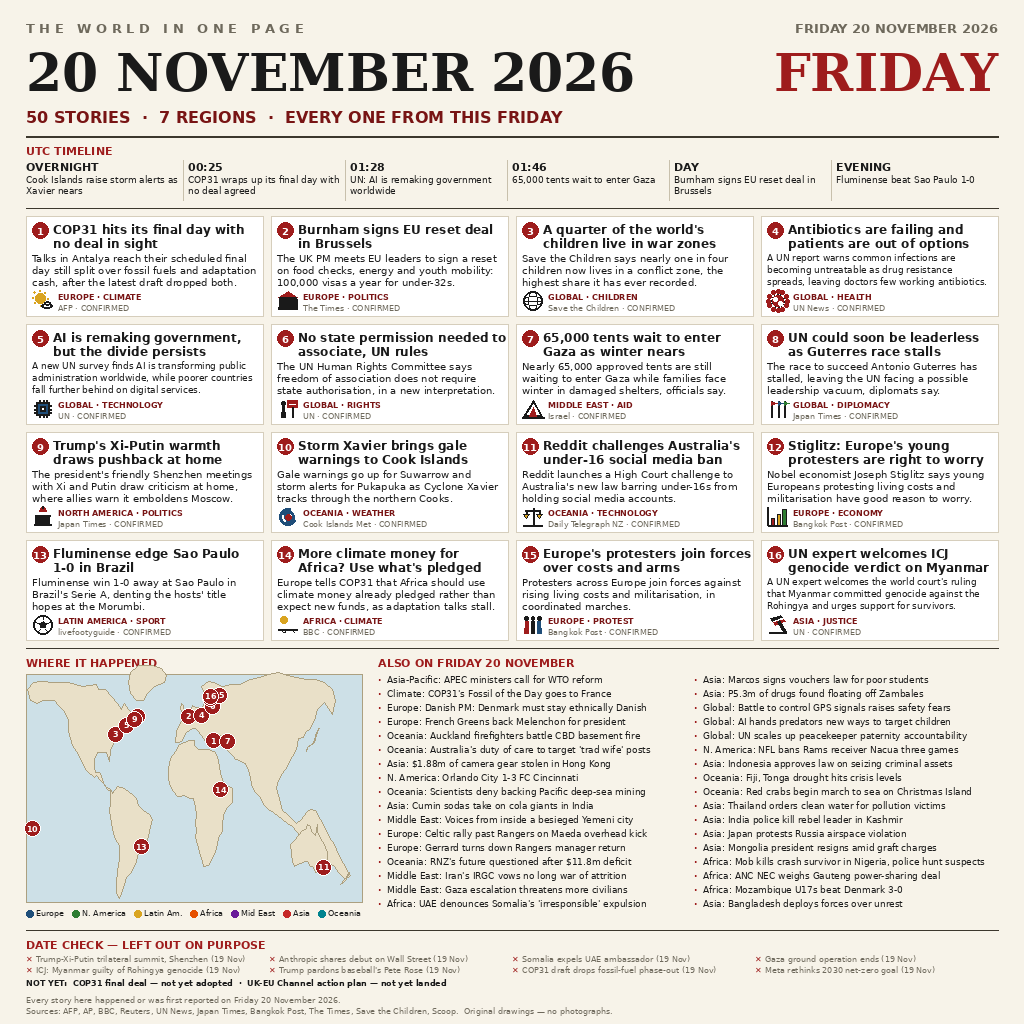 THE WORLD IN ONE PAGE
FRIDAY 20 NOVEMBER 2026
20 NOVEMBER 2026
FRIDAY
50 STORIES · 7 REGIONS · EVERY ONE FROM THIS FRIDAY
UTC TIMELINE
OVERNIGHT
Cook Islands raise storm alerts as
Xavier nears
00:25
COP31 wraps up its final day with
no deal agreed
01:28
UN: AI is remaking government
worldwide
01:46
65,000 tents wait to enter Gaza
DAY
Burnham signs EU reset deal in
Brussels
EVENING
Fluminense beat Sao Paulo 1-0
1 COP31 hits its final day with
no deal in sight
Talks in Antalya reach their scheduled final
day still split over fossil fuels and adaptation
cash, after the latest draft dropped both.
EUROPE · CLIMATE
AFP · CONFIRMED
2 Burnham signs EU reset deal
in Brussels
The UK PM meets EU leaders to sign a reset
on food checks, energy and youth mobility:
100,000 visas a year for under-32s.
EUROPE · POLITICS
The Times · CONFIRMED
3 A quarter of the world's
children live in war zones
Save the Children says nearly one in four
children now lives in a conflict zone, the
highest share it has ever recorded.
GLOBAL · CHILDREN
Save the Children · CONFIRMED
4 Antibiotics are failing and
patients are out of options
A UN report warns common infections are
becoming untreatable as drug resistance
spreads, leaving doctors few working antibiotics.
GLOBAL · HEALTH
UN News · CONFIRMED
5 AI is remaking government,
but the divide persists
A new UN survey finds AI is transforming public
administration worldwide, while poorer countries
fall further behind on digital services.
GLOBAL · TECHNOLOGY
UN · CONFIRMED
6 No state permission needed to
associate, UN rules
The UN Human Rights Committee says
freedom of association does not require
state authorisation, in a new interpretation.
GLOBAL · RIGHTS
UN · CONFIRMED
7 65,000 tents wait to enter
Gaza as winter nears
Nearly 65,000 approved tents are still
waiting to enter Gaza while families face
winter in damaged shelters, officials say.
MIDDLE EAST · AID
Israel · CONFIRMED
8 UN could soon be leaderless
as Guterres race stalls
The race to succeed Antonio Guterres has
stalled, leaving the UN facing a possible
leadership vacuum, diplomats say.
GLOBAL · DIPLOMACY
Japan Times · CONFIRMED
9 Trump's Xi-Putin warmth
draws pushback at home
The president's friendly Shenzhen meetings
with Xi and Putin draw criticism at home,
where allies warn it emboldens Moscow.
NORTH AMERICA · POLITICS
Japan Times · CONFIRMED
10 Storm Xavier brings gale
warnings to Cook Islands
Gale warnings go up for Suwarrow and
storm alerts for Pukapuka as Cyclone Xavier
tracks through the northern Cooks.
OCEANIA · WEATHER
Cook Islands Met · CONFIRMED
11 Reddit challenges Australia's
under-16 social media ban
Reddit launches a High Court challenge to
Australia's new law barring under-16s from
holding social media accounts.
OCEANIA · TECHNOLOGY
Daily Telegraph NZ · CONFIRMED
12 Stiglitz: Europe's young
protesters are right to worry
Nobel economist Joseph Stiglitz says young
Europeans protesting living costs and
militarisation have good reason to worry.
EUROPE · ECONOMY
Bangkok Post · CONFIRMED
13 Fluminense edge Sao Paulo
1-0 in Brazil
Fluminense win 1-0 away at Sao Paulo in
Brazil's Serie A, denting the hosts' title
hopes at the Morumbi.
LATIN AMERICA · SPORT
livefootyguide · CONFIRMED
14 More climate money for
Africa? Use what's pledged
Europe tells COP31 that Africa should use
climate money already pledged rather than
expect new funds, as adaptation talks stall.
AFRICA · CLIMATE
BBC · CONFIRMED
15 Europe's protesters join forces
over costs and arms
Protesters across Europe join forces against
rising living costs and militarisation, in
coordinated marches.
EUROPE · PROTEST
Bangkok Post · CONFIRMED
16 UN expert welcomes ICJ
genocide verdict on Myanmar
A UN expert welcomes the world court's ruling
that Myanmar committed genocide against the
Rohingya and urges support for survivors.
ASIA · JUSTICE
UN · CONFIRMED
WHERE IT HAPPENED
3
9
2
4
16
1
7
14
10
13
11
Europe N. America Latin Am. Africa Mid East Asia Oceania
ALSO ON FRIDAY 20 NOVEMBER
· Asia-Pacific: APEC ministers call for WTO reform
· Climate: COP31's Fossil of the Day goes to France
· Europe: Danish PM: Denmark must stay ethnically Danish
· Europe: French Greens back Melenchon for president
· Oceania: Auckland firefighters battle CBD basement fire
· Oceania: Australia's duty of care to target 'trad wife' posts
· Asia: $1.88m of camera gear stolen in Hong Kong
· N. America: Orlando City 1-3 FC Cincinnati
· Oceania: Scientists deny backing Pacific deep-sea mining
· Asia: Cumin sodas take on cola giants in India
· Middle East: Voices from inside a besieged Yemeni city
· Europe: Celtic rally past Rangers on Maeda overhead kick
· Europe: Gerrard turns down Rangers manager return
· Oceania: RNZ's future questioned after $11.8m deficit
· Middle East: Iran's IRGC vows no long war of attrition
· Middle East: Gaza escalation threatens more civilians
· Africa: UAE denounces Somalia's 'irresponsible' expulsion
· Asia: Marcos signs vouchers law for poor students
· Asia: P5.3m of drugs found floating off Zambales
· Global: Battle to control GPS signals raises safety fears
· Global: AI hands predators new ways to target children
· Global: UN scales up peacekeeper paternity accountability
· N. America: NFL bans Rams receiver Nacua three games
· Asia: Indonesia approves law on seizing criminal assets
· Oceania: Fiji, Tonga drought hits crisis levels
· Oceania: Red crabs begin march to sea on Christmas Island
· Asia: Thailand orders clean water for pollution victims
· Asia: India police kill rebel leader in Kashmir
· Asia: Japan protests Russia airspace violation
· Asia: Mongolia president resigns amid graft charges
· Africa: Mob kills crash survivor in Nigeria, police hunt suspects
· Africa: ANC NEC weighs Gauteng power-sharing deal
· Africa: Mozambique U17s beat Denmark 3-0
· Asia: Bangladesh deploys forces over unrest
DATE CHECK — LEFT OUT ON PURPOSE
× Trump-Xi-Putin trilateral summit, Shenzhen (19 Nov) × Anthropic shares debut on Wall Street (19 Nov) × Somalia expels UAE ambassador (19 Nov) × Gaza ground operation ends (19 Nov)
× ICJ: Myanmar guilty of Rohingya genocide (19 Nov) × Trump pardons baseball's Pete Rose (19 Nov) × COP31 draft drops fossil-fuel phase-out (19 Nov) × Meta rethinks 2030 net-zero goal (19 Nov)
NOT YET: COP31 final deal — not yet adopted · UK-EU Channel action plan — not yet landed
Every story here happened or was first reported on Friday 20 November 2026.
Sources: AFP, AP, BBC, Reuters, UN News, Japan Times, Bangkok Post, The Times, Save the Children, Scoop. Original drawings — no photographs.